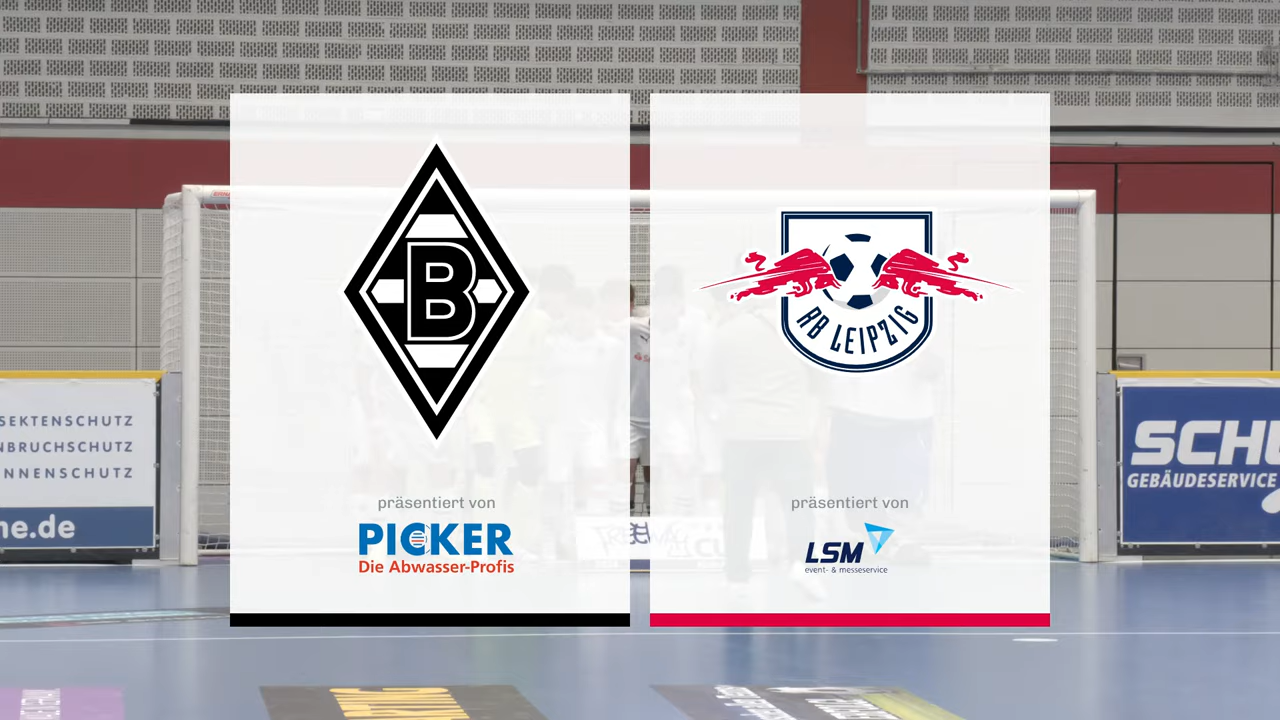 B
RB LEIPZIG
präsentiert von
PICKER
Die Abwasser-Profis
präsentiert von
LSM
event- & messeservice
SEKTENSCHUTZ
NBRUCHSCHUTZ
NNENSCHUTZ
ne.de
SCHU
GEBÄUDESERVICE